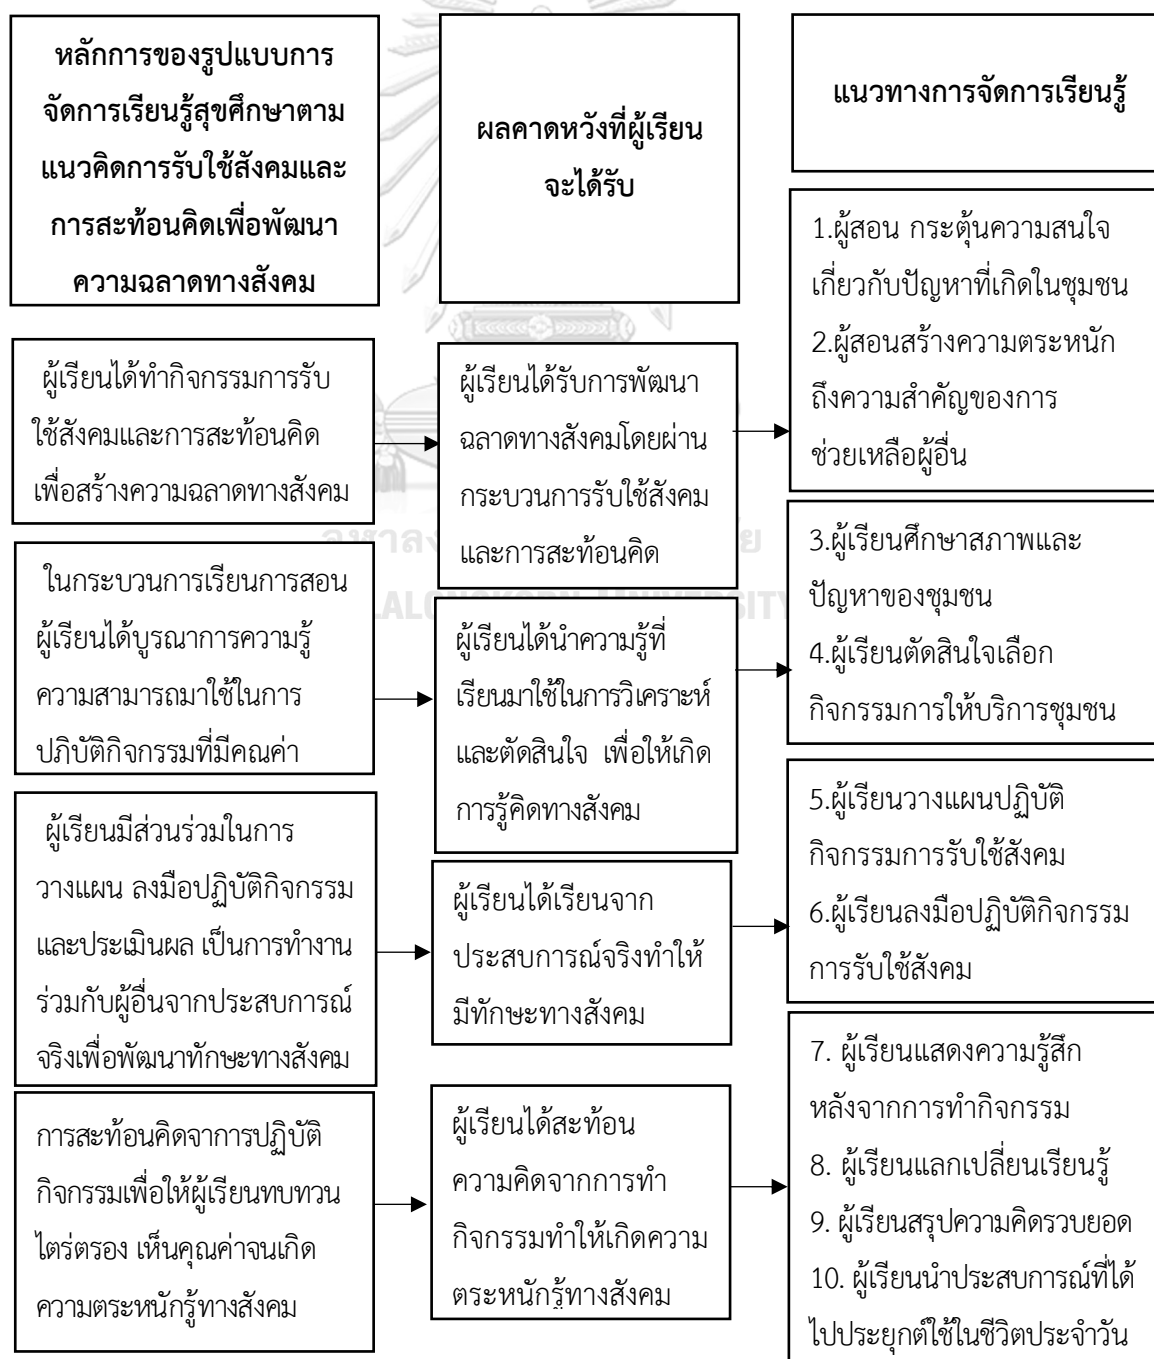 หลักการของรูปแบบการ
จัดการเรียนรู้สุขศึกษาตาม
แนวคิดการรับใช้สังคมและ
การสะท้อนคิดเพื่อพัฒนา
ความฉลาดทางสังคม
ผลคาดหวังที่ผู้เรียน
จะได้รับ
แนวทางการจัดการเรียนรู้
ผู้เรียนได้ทำกิจกรรมการรับ
ใช้สังคมและการสะท้อนคิด
เพื่อสร้างความฉลาดทางสังคม
ผู้เรียนได้รับการพัฒนา
ฉลาดทางสังคมโดยผ่าน
กระบวนการรับใช้สังคม
และการสะท้อนคิด
1.ผู้สอน กระตุ้นความสนใจ
เกี่ยวกับปัญหาที่เกิดในชุมชน
2.ผู้สอนสร้างความตระหนัก
ถึงความสำคัญของการ
ช่วยเหลือผู้อื่น
ในกระบวนการเรียนการสอน
ผู้เรียนได้บูรณาการความรู้
ความสามารถมาใช้ในการ
ปฏิบัติกิจกรรมที่มีคุณค่า
ผู้เรียนได้นำความรู้ที่
เรียนมาใช้ในการวิเคราะห์
และตัดสินใจ เพื่อให้เกิด
การรู้คิดทางสังคม
3.ผู้เรียนศึกษาสภาพและ
ปัญหาของชุมชน
4.ผู้เรียนตัดสินใจเลือก
กิจกรรมการให้บริการชุมชน
ผู้เรียนมีส่วนร่วมในการ
วางแผน ลงมือปฏิบัติกิจกรรม
และประเมินผล เป็นการทำงาน
ร่วมกับผู้อื่นจากประสบการณ์
จริงเพื่อพัฒนาทักษะทางสังคม
ผู้เรียนได้เรียนจาก
ประสบการณ์จริงทำให้
มีทักษะทางสังคม
5.ผู้เรียนวางแผนปฏิบัติ
กิจกรรมการรับใช้สังคม
6.ผู้เรียนลงมือปฏิบัติกิจกรรม
การรับใช้สังคม
การสะท้อนคิดจาการปฏิบัติ
กิจกรรมเพื่อให้ผู้เรียนทบทวน
ไตร่ตรอง เห็นคุณค่าจนเกิด
ความตระหนักรู้ทางสังคม
ผู้เรียนได้สะท้อน
ความคิดจากการทำ
กิจกรรมทำให้เกิดความ
ตระหนักรู้ทางสังคม
7. ผู้เรียนแสดงความรู้สึก
หลังจากการทำกิจกรรม
8. ผู้เรียนแลกเปลี่ยนเรียนรู้
9. ผู้เรียนสรุปความคิดรวบยอด
10. ผู้เรียนนำประสบการณ์ที่ได้
ไปประยุกต์ใช้ในชีวิตประจำวัน